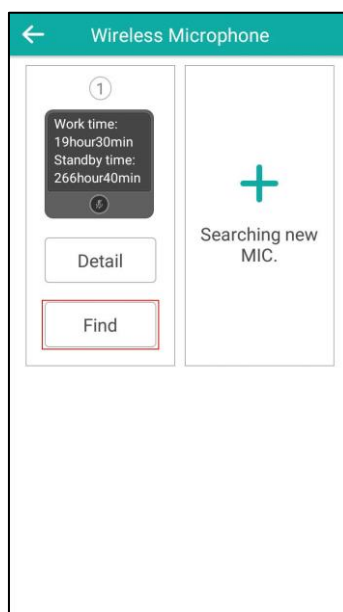 Wireless Microphone
1
Work time:
19hour30min
Standby time:
266hour40min
Detail
Find
Searching new
MIC.